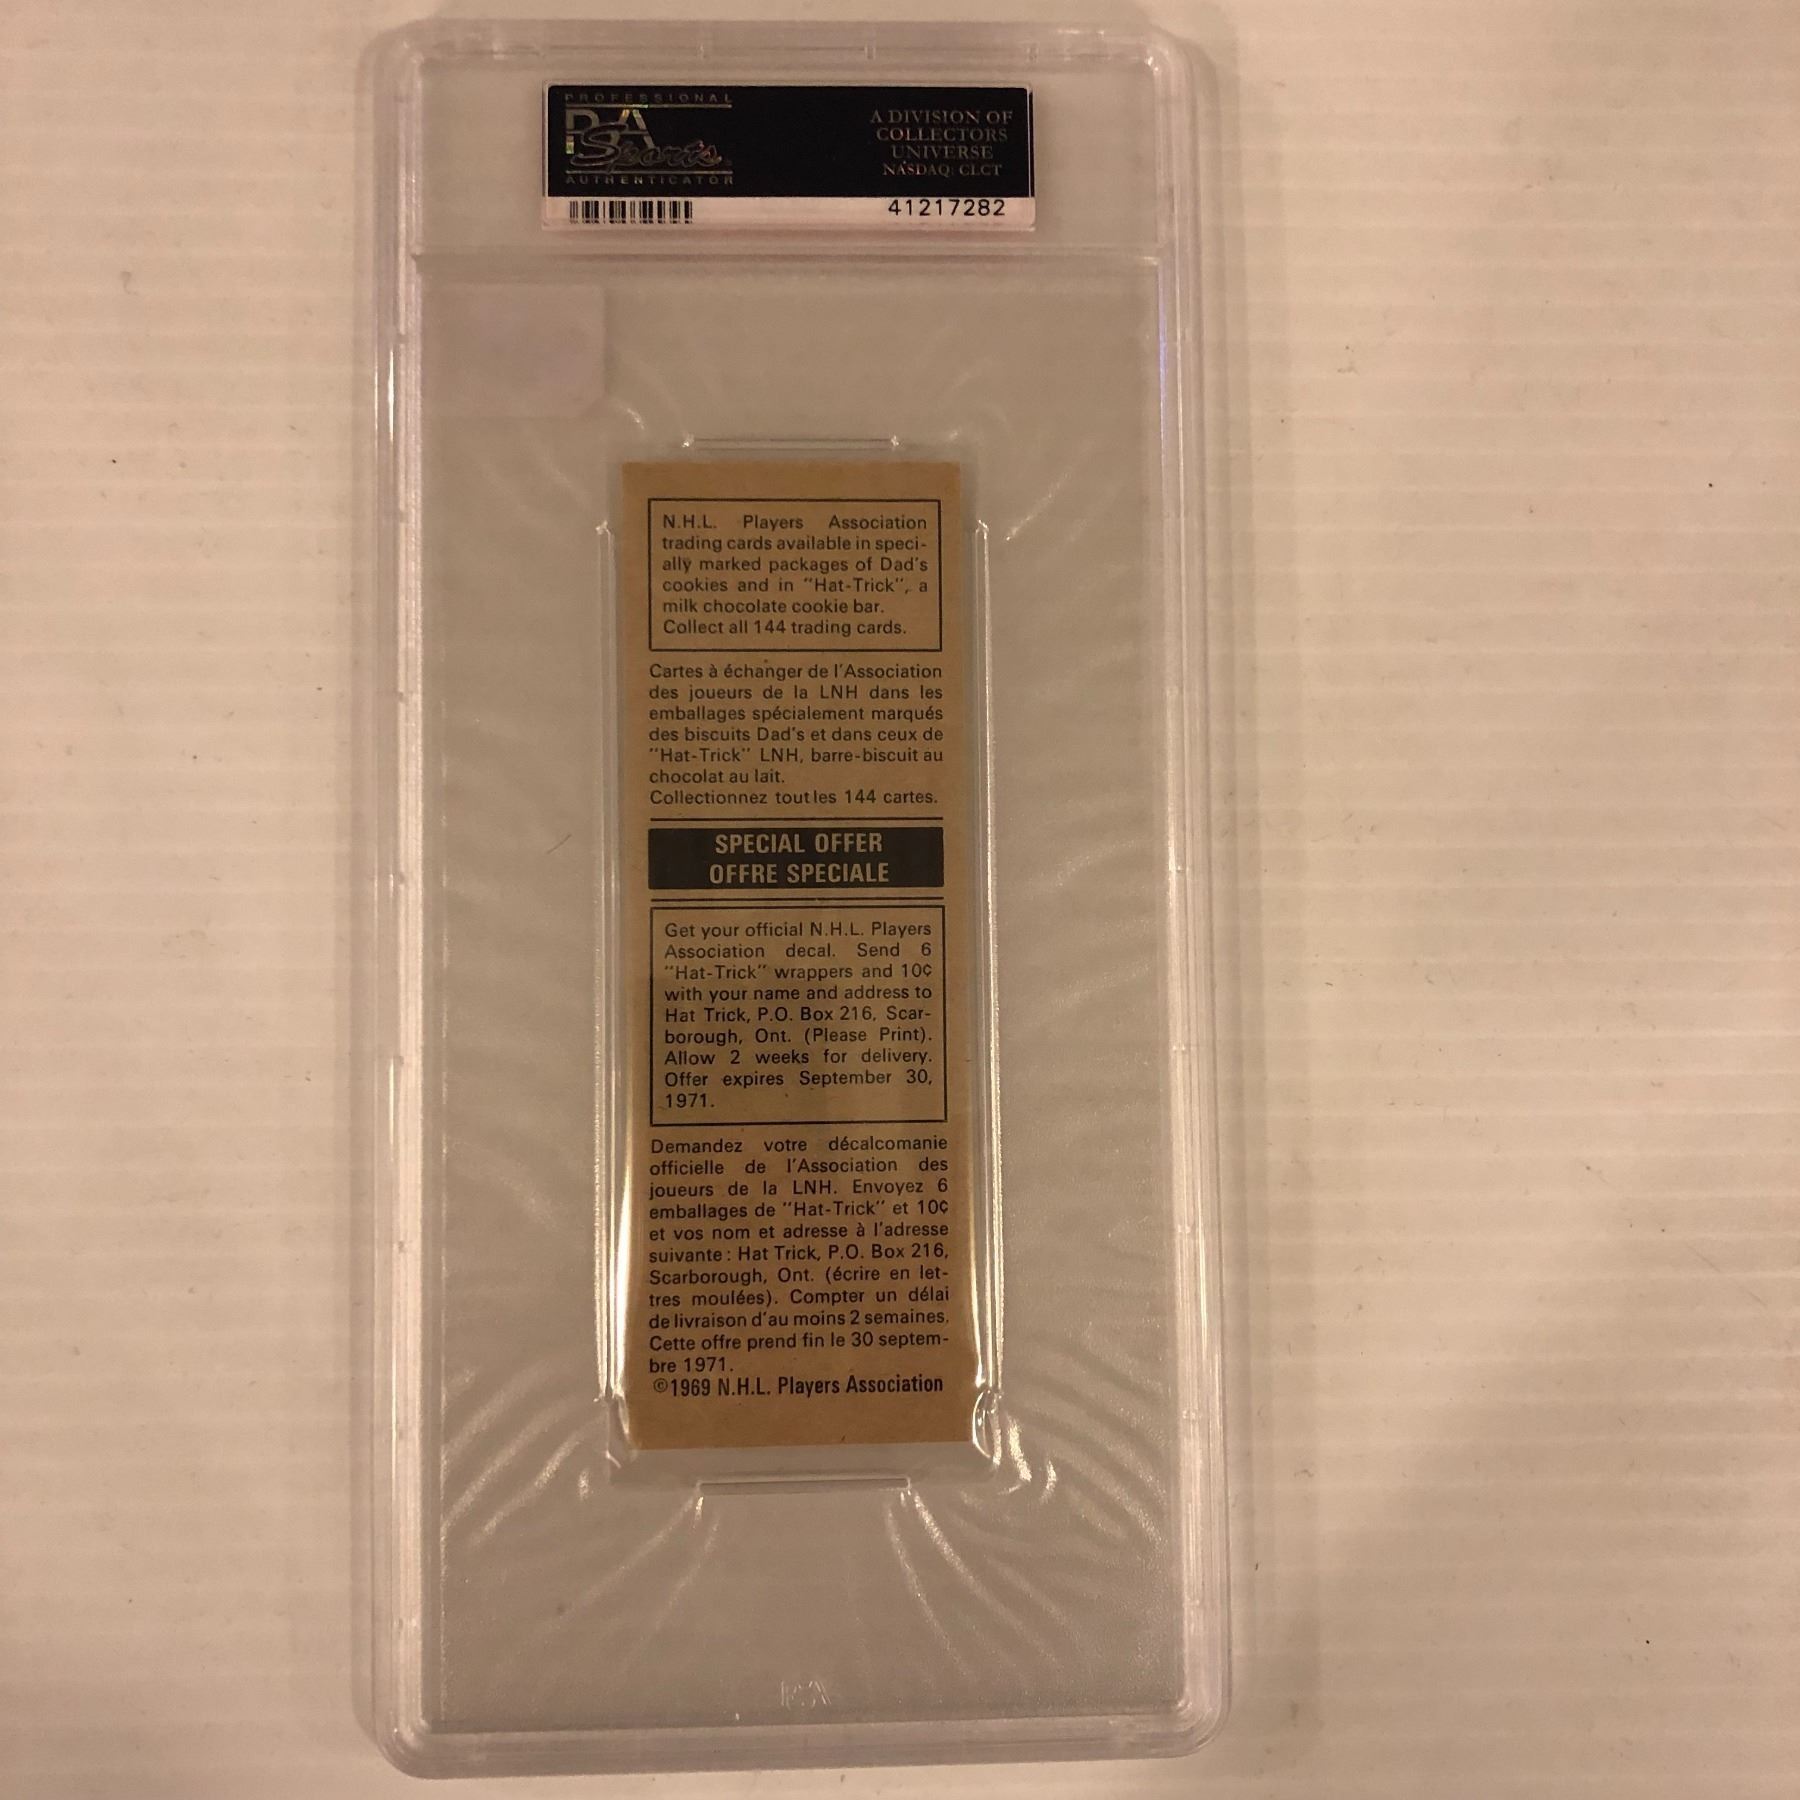 PROFESSIONAL
PSA
Sports
AUTHENTICATOR
A DIVISION OF
COLLECTORS
UNIVERSE
NASDAQ: CLCT
41217282
N.H.L. Players Association
trading cards available in speci-
ally marked packages of Dad's
cookies and in "Hat-Trick", a
milk chocolate cookie bar.
Collect all 144 trading cards.
Cartes à échanger de l'Association
des joueurs de la LNH dans les
emballages spécialement marqués
des biscuits Dad's et dans ceux de
"Hat-Trick" LNH, barre-biscuit au
chocolat au lait.
Collectionnez tout les 144 cartes.
SPECIAL OFFER
OFFRE SPECIALE
Get your official N.H.L. Players
Association decal. Send 6
"Hat-Trick" wrappers and 10¢
with your name and address to
Hat Trick, P.O. Box 216, Scar-
borough, Ont. (Please Print).
Allow 2 weeks for delivery.
Offer expires September 30,
1971.
Demandez votre décalcomanie
officielle de l'Association des
joueurs de la LNH. Envoyez 6
emballages de "Hat-Trick" et 10¢
et vos nom et adresse à l'adresse
suivante : Hat Trick, P.O. Box 216,
Scarborough, Ont. (écrire en let-
tres moulées). Compter un délai
de livraison d'au moins 2 semaines.
Cette offre prend fin le 30 septem-
bre 1971.
©1969 N.H.L. Players Association
PSA